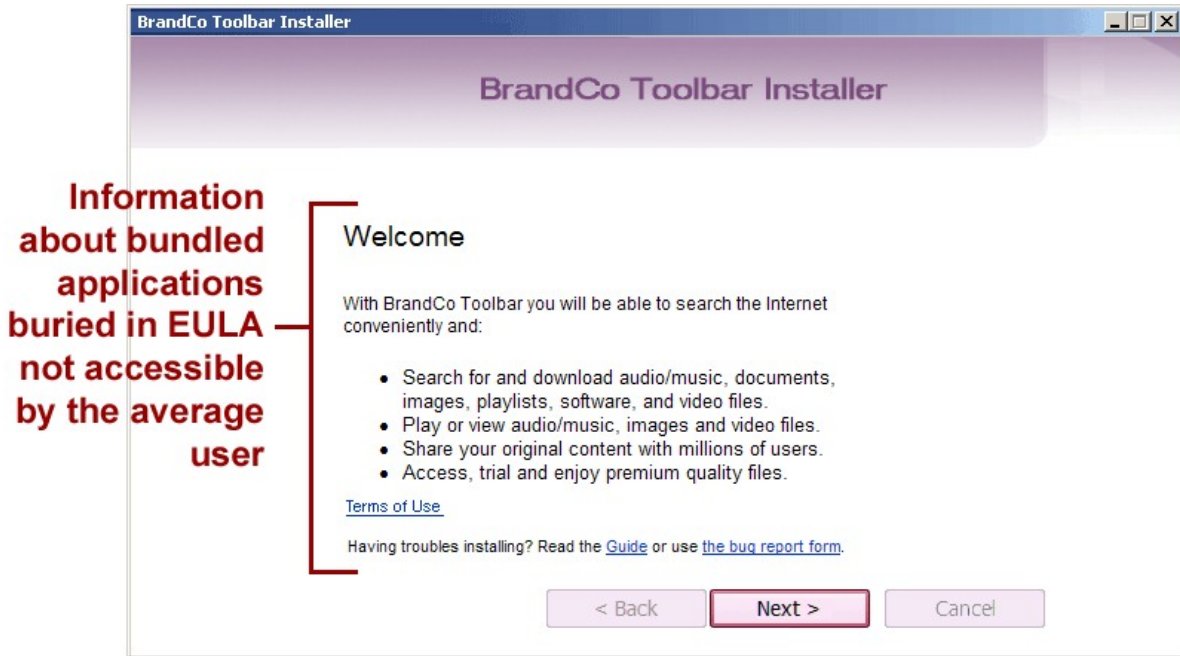 BrandCo Toolbar Installer
BrandCo Toolbar Installer
Information
about bundled
applications
buried in EULA
not accessible
by the average
user
Welcome
With BrandCo Toolbar you will be able to search the Internet
conveniently and:
• Search for and download audio/music, documents,
images, playlists, software, and video files.
• Play or view audio/music, images and video files.
• Share your original content with millions of users.
• Access, trial and enjoy premium quality files.
Terms of Use
Having troubles installing? Read the Guide or use the bug report form.
< Back Next > Cancel